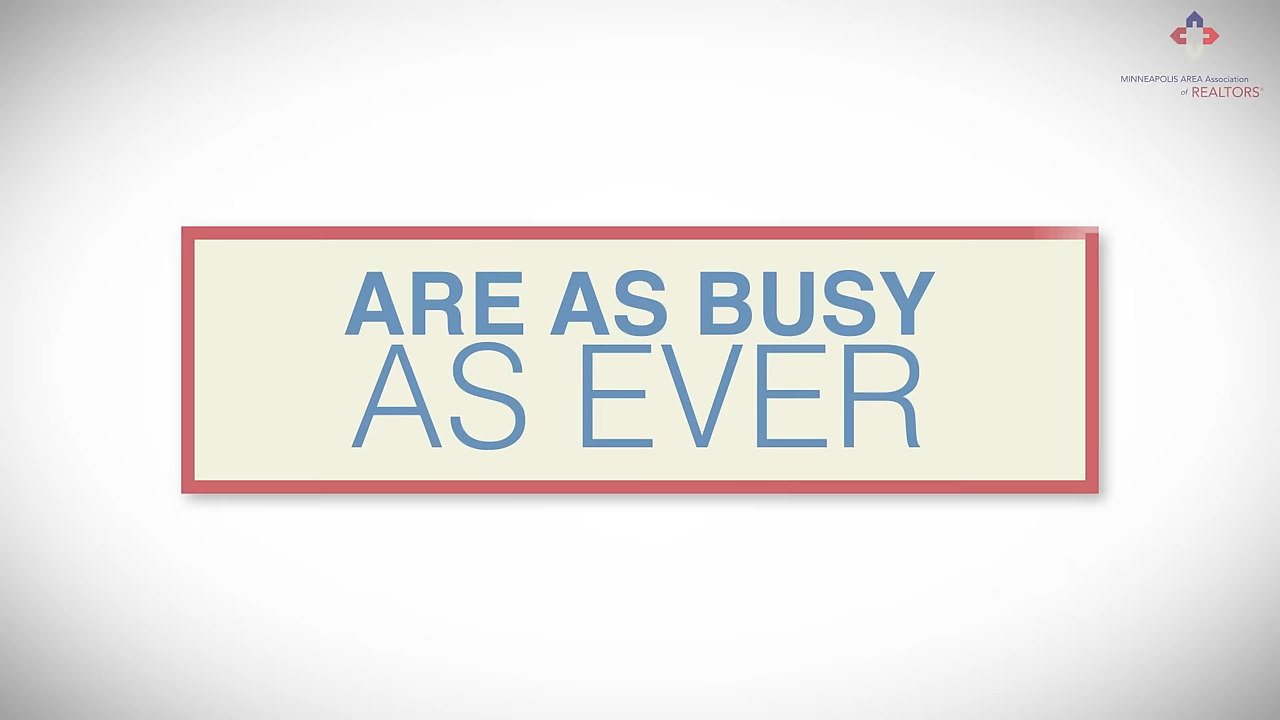 MINNEAPOLIS AREA Association
of REALTORS®
ARE AS BUSY
AS EVER